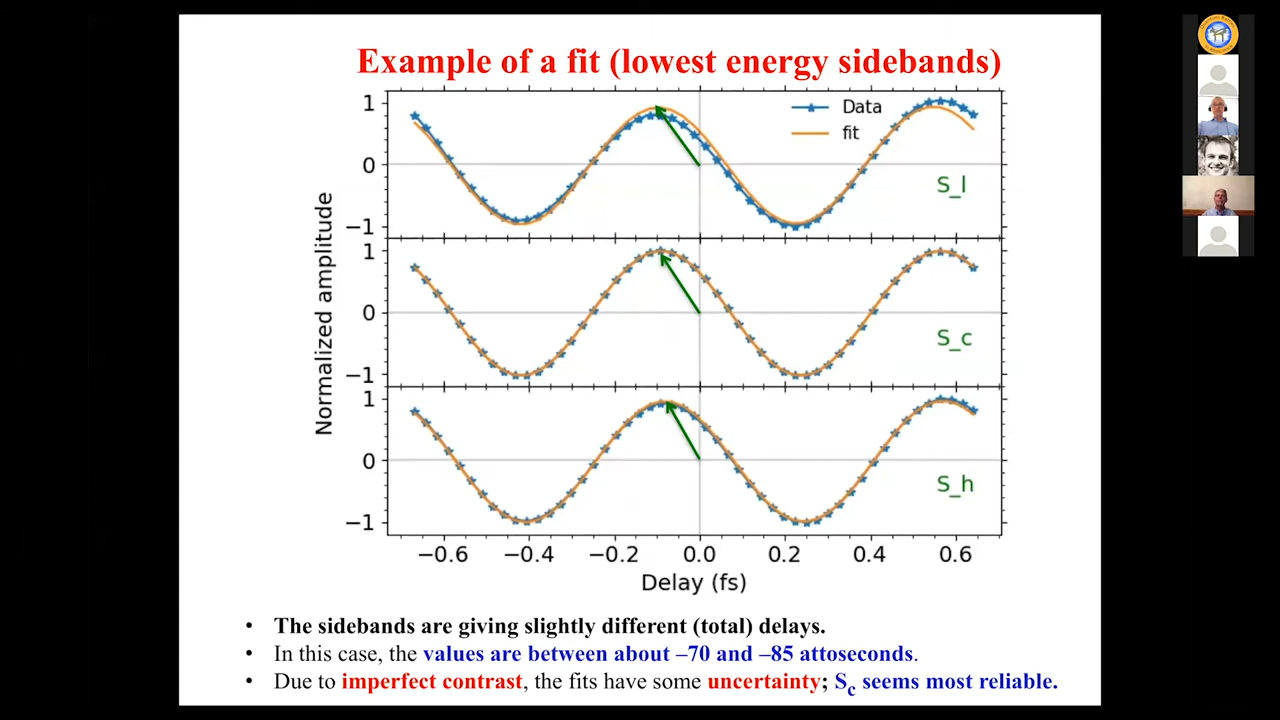 Example of a fit (lowest energy sidebands)
1
0
−1
Data
fit
S_l
1
0
−1
S_c
1
0
−1
S_h
Normalized amplitude
−0.6 −0.4 −0.2 0.0 0.2 0.4 0.6
Delay (fs)
• The sidebands are giving slightly different (total) delays.
• In this case, the values are between about –70 and –85 attoseconds.
• Due to imperfect contrast, the fits have some uncertainty; Sc seems most reliable.